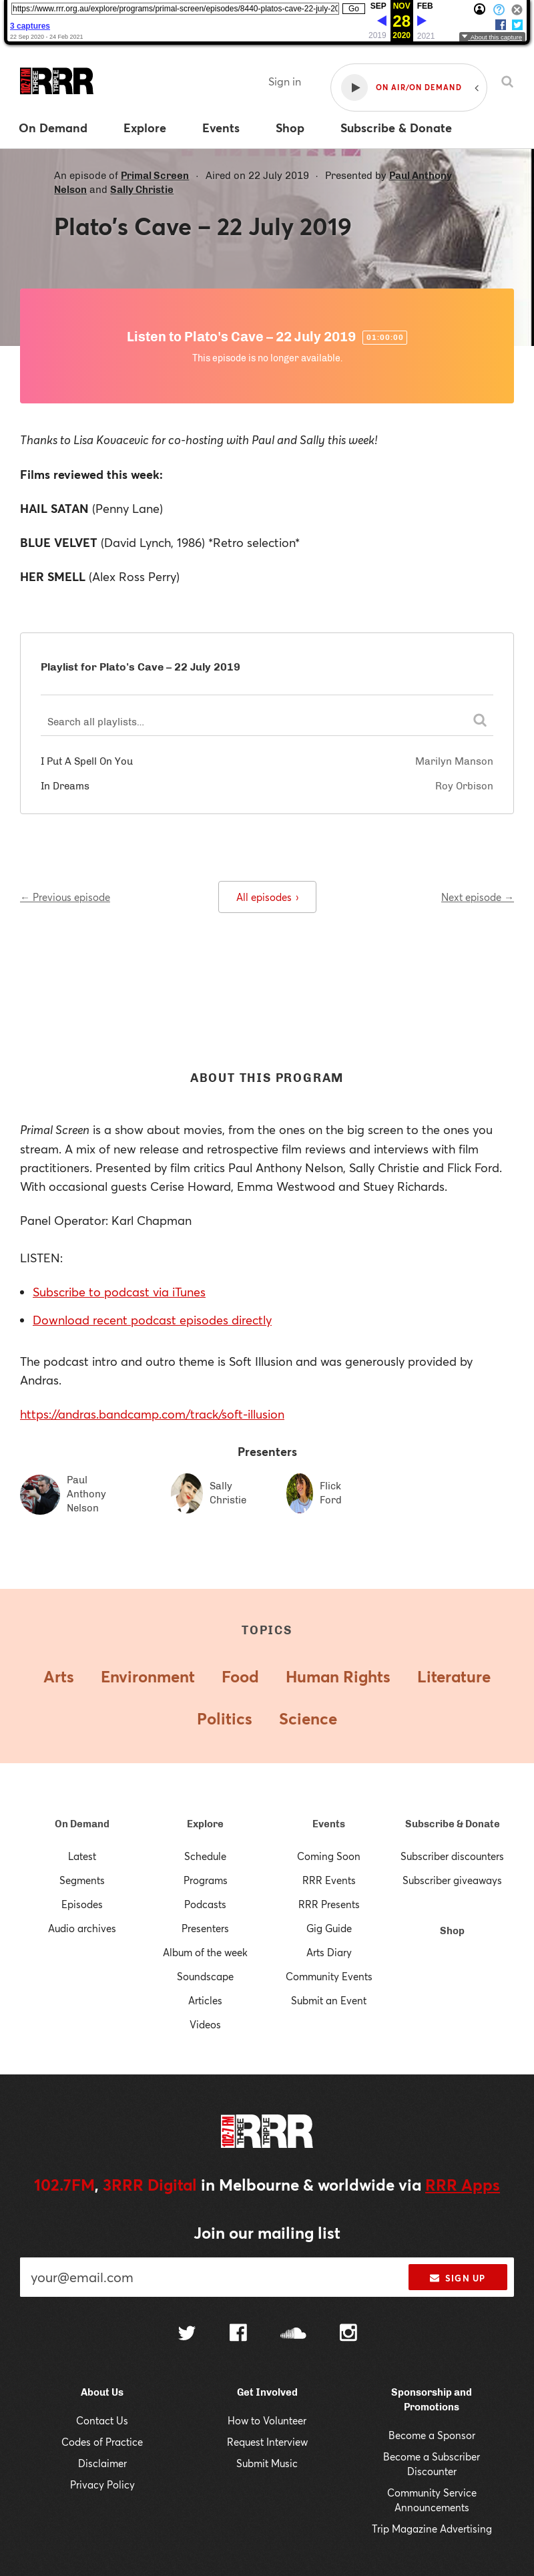 https://www.rrr.org.au/explore/programs/primal-screen/episodes/8440-platos-cave-22-july-20
Go
SEP NOV FEB
28
2019 2020 2021
3 captures
22 Sep 2020 - 24 Feb 2021
About this capture
102.7 FM THREE TRIPLE RRR
Sign in
ON AIR/ON DEMAND
On Demand Explore Events Shop Subscribe & Donate
An episode of Primal Screen · Aired on 22 July 2019 · Presented by Paul Anthony
Nelson and Sally Christie
Plato's Cave – 22 July 2019
Listen to Plato's Cave – 22 July 2019 01:00:00
This episode is no longer available.
Thanks to Lisa Kovacevic for co-hosting with Paul and Sally this week!
Films reviewed this week:
HAIL SATAN (Penny Lane)
BLUE VELVET (David Lynch, 1986) *Retro selection*
HER SMELL (Alex Ross Perry)
Playlist for Plato's Cave – 22 July 2019
Search all playlists...
I Put A Spell On You Marilyn Manson
In Dreams Roy Orbison
← Previous episode All episodes › Next episode →
ABOUT THIS PROGRAM
Primal Screen is a show about movies, from the ones on the big screen to the ones you
stream. A mix of new release and retrospective film reviews and interviews with film
practitioners. Presented by film critics Paul Anthony Nelson, Sally Christie and Flick Ford.
With occasional guests Cerise Howard, Emma Westwood and Stuey Richards.
Panel Operator: Karl Chapman
LISTEN:
• Subscribe to podcast via iTunes
• Download recent podcast episodes directly
The podcast intro and outro theme is Soft Illusion and was generously provided by
Andras.
https://andras.bandcamp.com/track/soft-illusion
Presenters
Paul
Anthony
Nelson
Sally
Christie
Flick
Ford
TOPICS
Arts Environment Food Human Rights Literature
Politics Science
On Demand
Latest
Segments
Episodes
Audio archives
Explore
Schedule
Programs
Podcasts
Presenters
Album of the week
Soundscape
Articles
Videos
Events
Coming Soon
RRR Events
RRR Presents
Gig Guide
Arts Diary
Community Events
Submit an Event
Subscribe & Donate
Subscriber discounters
Subscriber giveaways
Shop
102.7 FM THREE TRIPLE RRR
102.7FM, 3RRR Digital in Melbourne & worldwide via RRR Apps
Join our mailing list
your@email.com
SIGN UP
About Us
Contact Us
Codes of Practice
Disclaimer
Privacy Policy
Get Involved
How to Volunteer
Request Interview
Submit Music
Sponsorship and
Promotions
Become a Sponsor
Become a Subscriber
Discounter
Community Service
Announcements
Trip Magazine Advertising